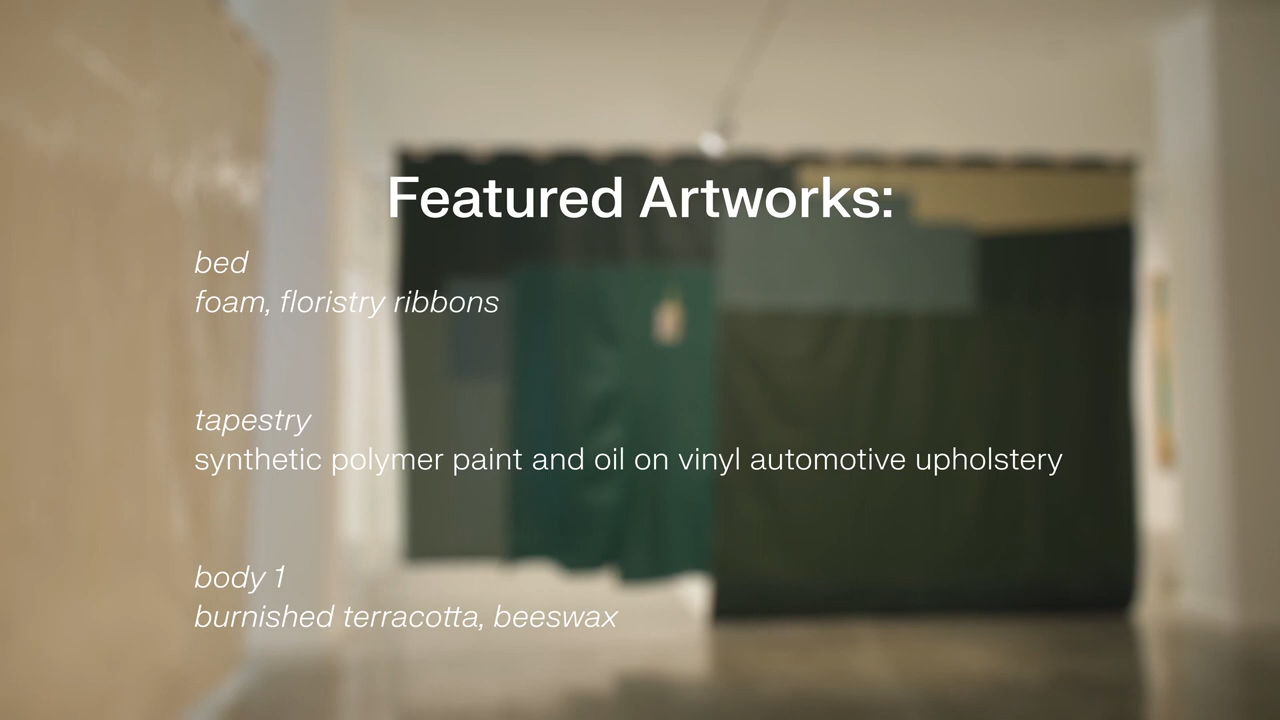 Featured Artworks:
bed
foam, floristry ribbons
tapestry
synthetic polymer paint and oil on vinyl automotive upholstery
body 1
burnished terracotta, beeswax